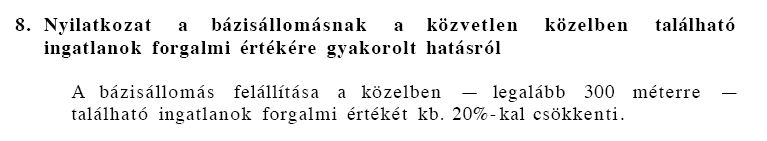 8. Nyilatkozat a bázisállomásnak a közvetlen közelben található
ingatlanok forgalmi értékére gyakorolt hatásról
A bázisállomás felállítása a közelben — legalább 300 méterre —
található ingatlanok forgalmi értékét kb. 20%-kal csökkenti.